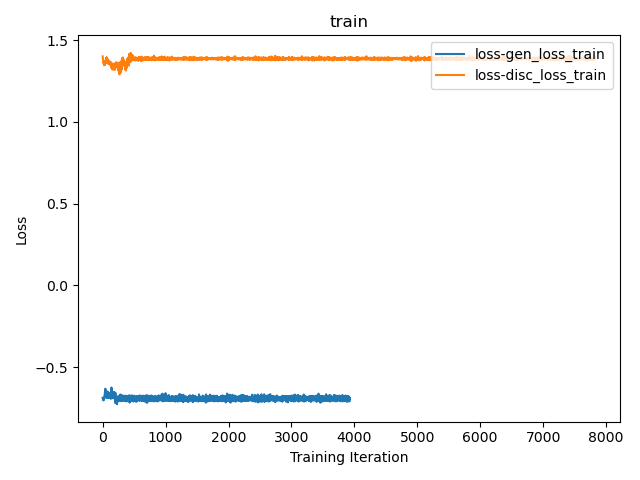 train
loss-gen_loss_train
loss-disc_loss_train
1.5
1.0
0.5
0.0
−0.5
Loss
0 1000 2000 3000 4000 5000 6000 7000 8000
Training Iteration